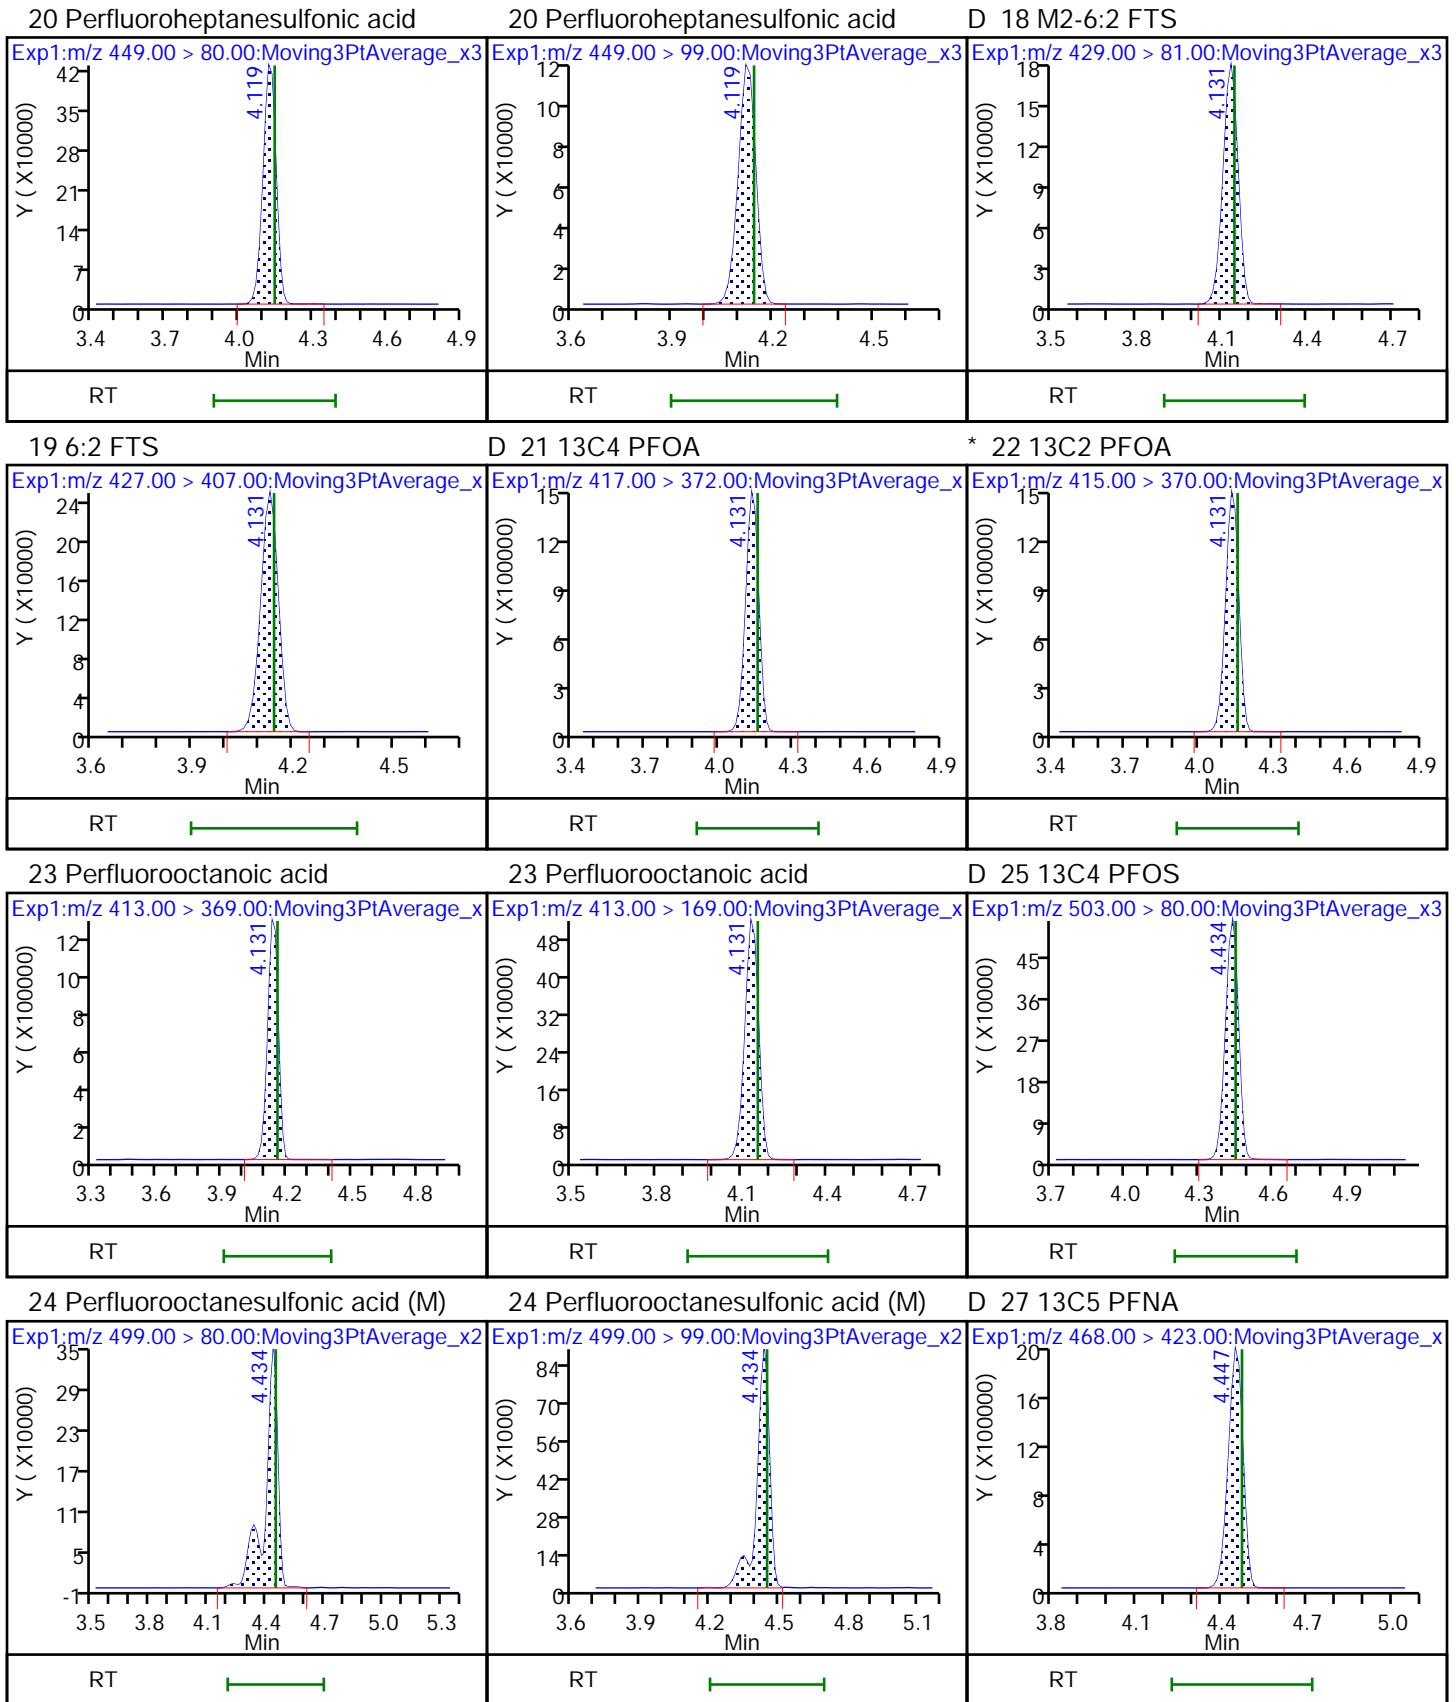 20 Perfluoroheptanesulfonic acid
Exp1:m/z 449.00 > 80.00:Moving3PtAverage_x3
Y ( X10000)
42
35
28
21
14
7
0
4.119
3.4 3.7 4.0 4.3 4.6 4.9
Min
RT
20 Perfluoroheptanesulfonic acid
Exp1:m/z 449.00 > 99.00:Moving3PtAverage_x3
Y ( X10000)
12
10
8
6
4
2
0
4.119
3.6 3.9 4.2 4.5
Min
RT
D 18 M2-6:2 FTS
Exp1:m/z 429.00 > 81.00:Moving3PtAverage_x3
Y ( X10000)
18
15
12
9
6
3
0
4.131
3.5 3.8 4.1 4.4 4.7
Min
RT
19 6:2 FTS
Exp1:m/z 427.00 > 407.00:Moving3PtAverage_x
Y ( X10000)
24
20
16
12
8
4
0
4.131
3.6 3.9 4.2 4.5
Min
RT
D 21 13C4 PFOA
Exp1:m/z 417.00 > 372.00:Moving3PtAverage_x
Y ( X100000)
15
12
9
6
3
0
4.131
3.4 3.7 4.0 4.3 4.6 4.9
Min
RT
* 22 13C2 PFOA
Exp1:m/z 415.00 > 370.00:Moving3PtAverage_x
Y ( X100000)
15
12
9
6
3
0
4.131
3.4 3.7 4.0 4.3 4.6 4.9
Min
RT
23 Perfluorooctanoic acid
Exp1:m/z 413.00 > 369.00:Moving3PtAverage_x
Y ( X100000)
12
10
8
6
4
2
0
4.131
3.3 3.6 3.9 4.2 4.5 4.8
Min
RT
23 Perfluorooctanoic acid
Exp1:m/z 413.00 > 169.00:Moving3PtAverage_x
Y ( X10000)
48
40
32
24
16
8
0
4.131
3.5 3.8 4.1 4.4 4.7
Min
RT
D 25 13C4 PFOS
Exp1:m/z 503.00 > 80.00:Moving3PtAverage_x3
Y ( X10000)
45
36
27
18
9
0
4.434
3.7 4.0 4.3 4.6 4.9
Min
RT
24 Perfluorooctanesulfonic acid (M)
Exp1:m/z 499.00 > 80.00:Moving3PtAverage_x2
Y ( X10000)
35
29
23
17
11
5
-1
4.434
3.5 3.8 4.1 4.4 4.7 5.0 5.3
Min
RT
24 Perfluorooctanesulfonic acid (M)
Exp1:m/z 499.00 > 99.00:Moving3PtAverage_x2
Y ( X1000)
84
70
56
42
28
14
0
4.434
3.6 3.9 4.2 4.5 4.8 5.1
Min
RT
D 27 13C5 PFNA
Exp1:m/z 468.00 > 423.00:Moving3PtAverage_x
Y ( X100000)
20
16
12
8
4
0
4.447
3.8 4.1 4.4 4.7 5.0
Min
RT